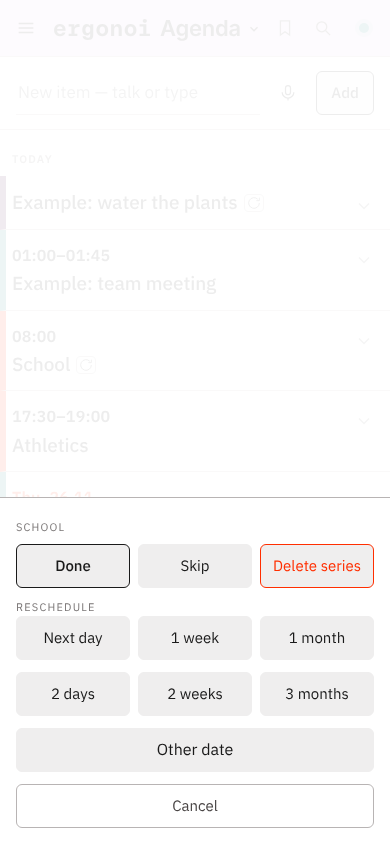 ergonoi Agenda
New item — talk or type
Add
TODAY
Example: water the plants
01:00–01:45
Example: team meeting
08:00
School
17:30–19:00
Athletics
SCHOOL
Done
Skip
Delete series
RESCHEDULE
Next day
1 week
1 month
2 days
2 weeks
3 months
Other date
Cancel